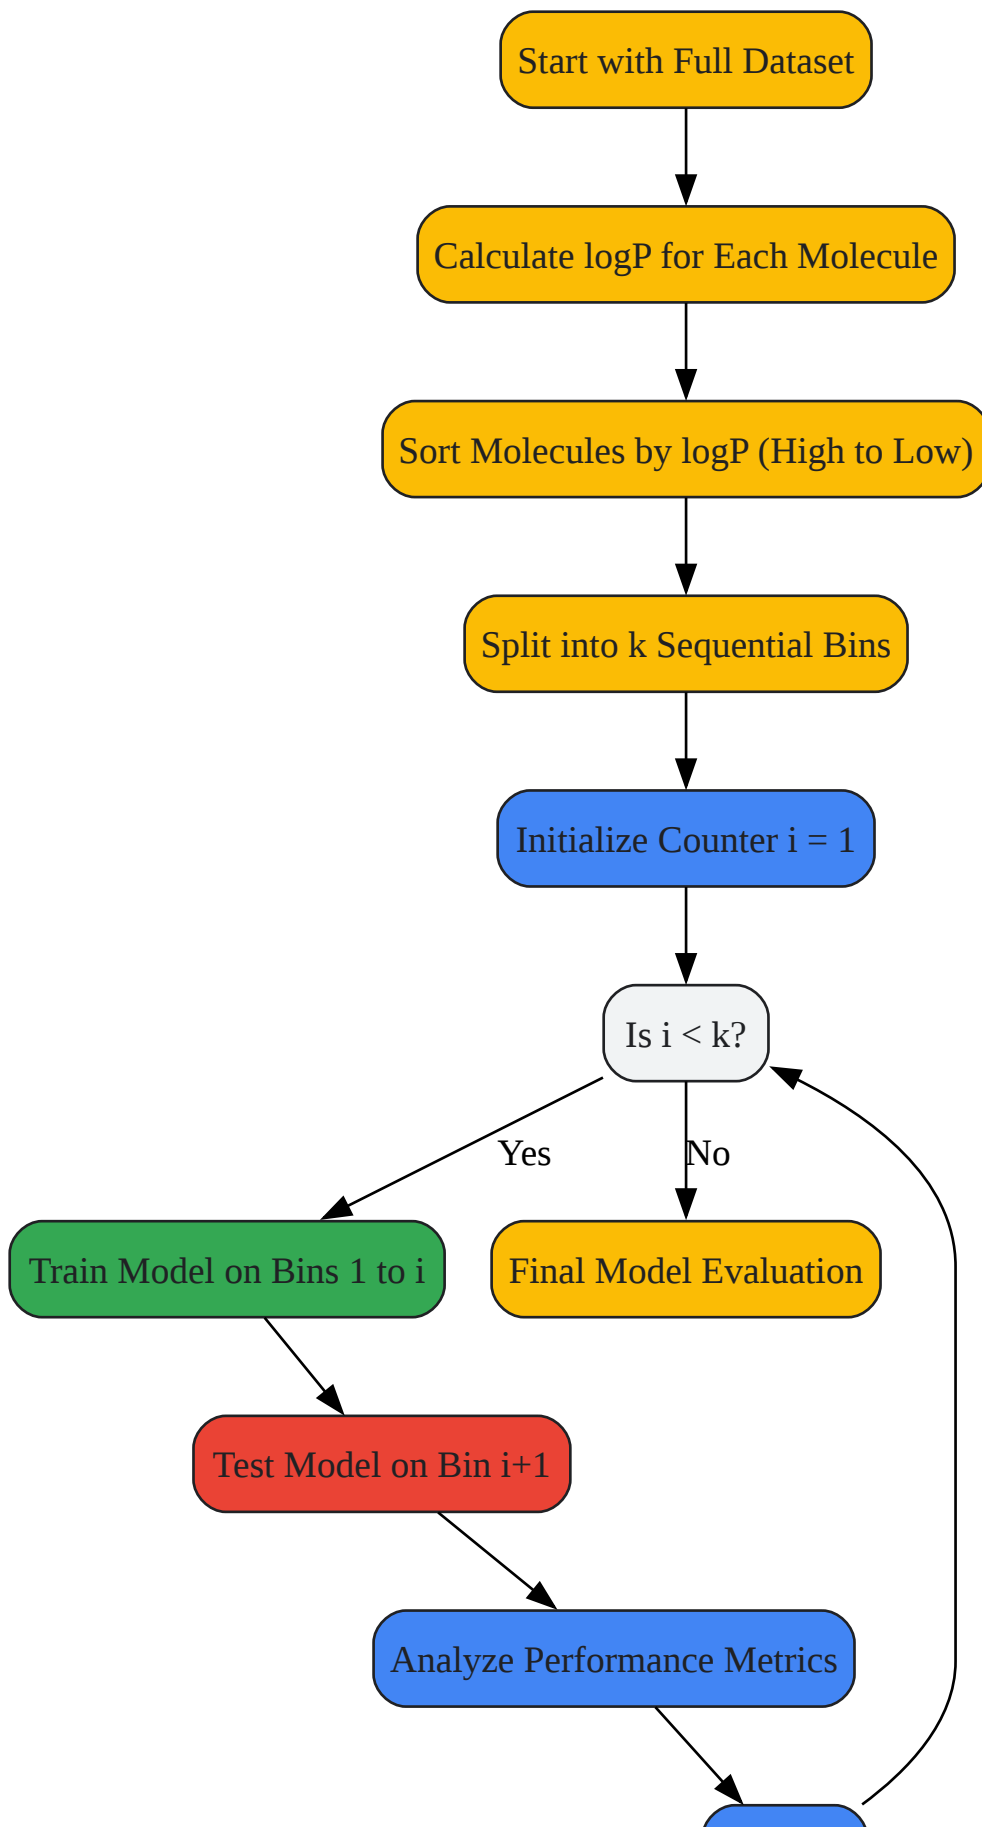 Start with Full Dataset
Calculate logP for Each Molecule
Sort Molecules by logP (High to Low)
Split into k Sequential Bins
Initialize Counter i = 1
Is i < k?
Yes
No
Train Model on Bins 1 to i
Final Model Evaluation
Test Model on Bin i+1
Analyze Performance Metrics